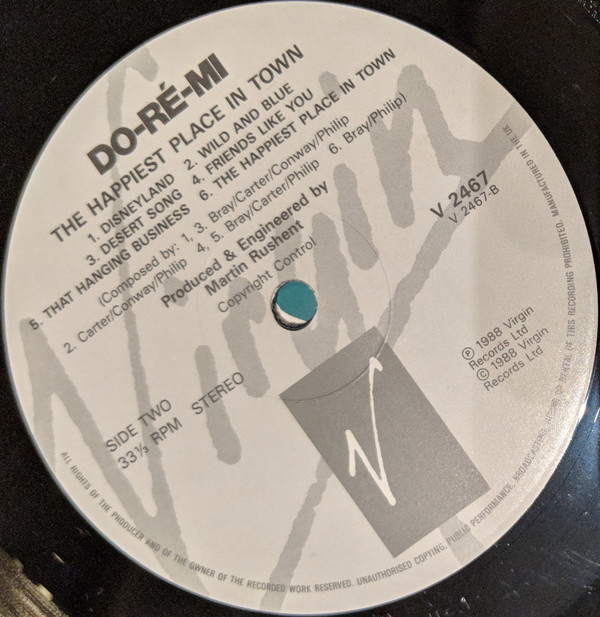 DO-RÉ-MI
THE HAPPIEST PLACE IN TOWN
1. DISNEYLAND 2. WILD AND BLUE
3. DESERT SONG 4. FRIENDS LIKE YOU
5. THAT HANGING BUSINESS 6. THE HAPPIEST PLACE IN TOWN
(Composed by: 1, 3. Bray/Carter/Conway/Philip
2. Carter/Conway/Philip 4, 5. Bray/Carter/Philip 6. Bray/Philip)
Produced & Engineered by
Martin Rushent
Copyright Control
V 2467
V 2467-B
℗ 1988 Virgin
Records Ltd
© 1988 Virgin
Records Ltd
SIDE TWO
33⅓ RPM STEREO
Virgin
V
ALL RIGHTS OF THE PRODUCER AND OF THE OWNER OF THE RECORDED WORK RESERVED. UNAUTHORISED COPYING, PUBLIC PERFORMANCE, BROADCASTING, HIRING OR RENTAL OF THIS RECORDING PROHIBITED. MANUFACTURED IN THE UK